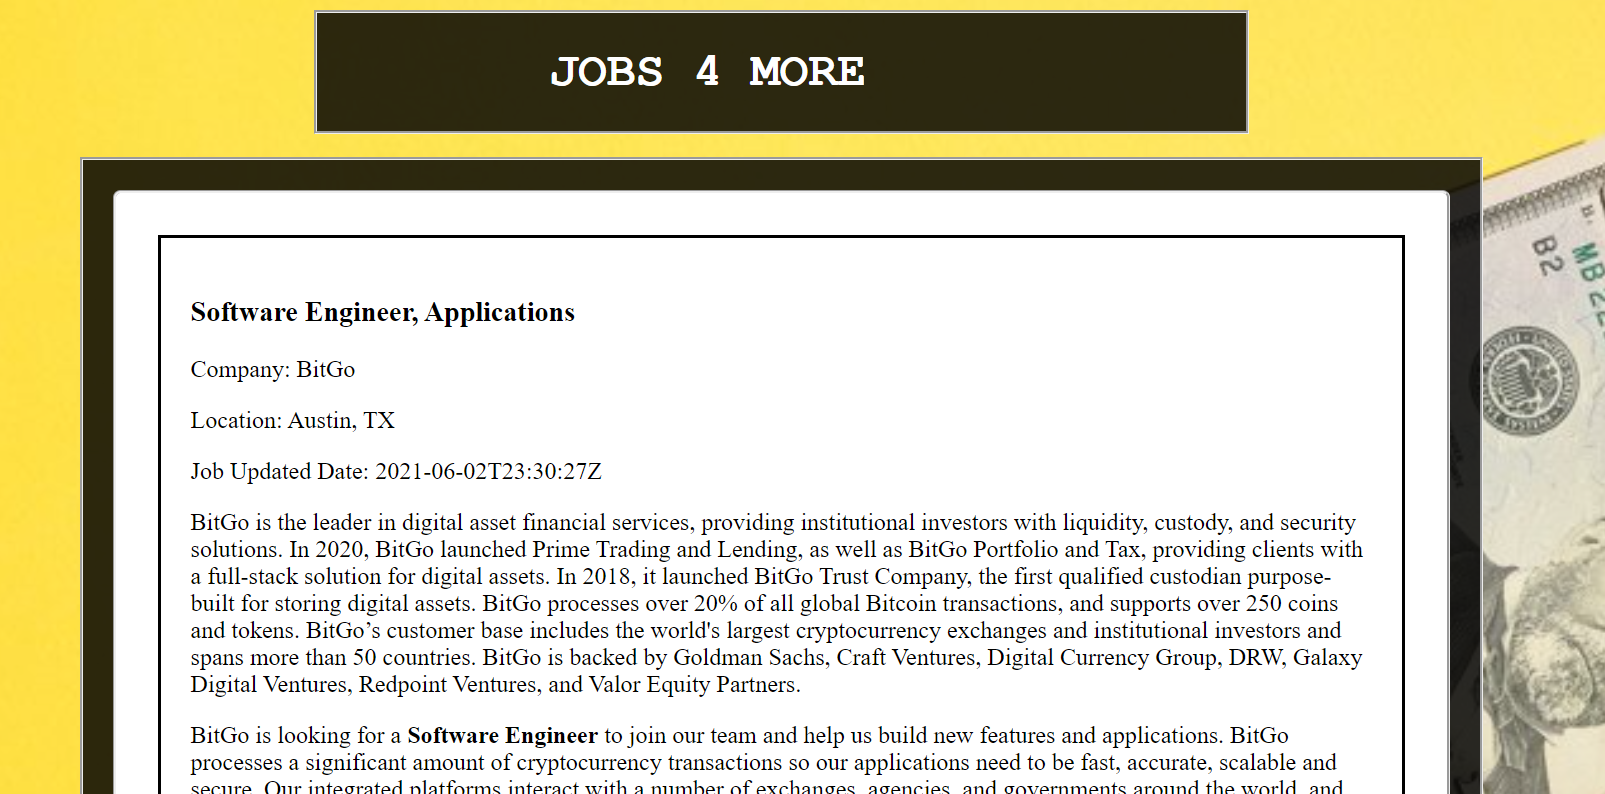 JOBS 4 MORE
Software Engineer, Applications
Company: BitGo
Location: Austin, TX
Job Updated Date: 2021-06-02T23:30:27Z
BitGo is the leader in digital asset financial services, providing institutional investors with liquidity, custody, and security
solutions. In 2020, BitGo launched Prime Trading and Lending, as well as BitGo Portfolio and Tax, providing clients with
a full-stack solution for digital assets. In 2018, it launched BitGo Trust Company, the first qualified custodian purpose-
built for storing digital assets. BitGo processes over 20% of all global Bitcoin transactions, and supports over 250 coins
and tokens. BitGo’s customer base includes the world's largest cryptocurrency exchanges and institutional investors and
spans more than 50 countries. BitGo is backed by Goldman Sachs, Craft Ventures, Digital Currency Group, DRW, Galaxy
Digital Ventures, Redpoint Ventures, and Valor Equity Partners.
BitGo is looking for a Software Engineer to join our team and help us build new features and applications. BitGo
processes a significant amount of cryptocurrency transactions so our applications need to be fast, accurate, scalable and
secure. Our integrated platforms interact with a number of exchanges, agencies, and governments around the world, and
B2